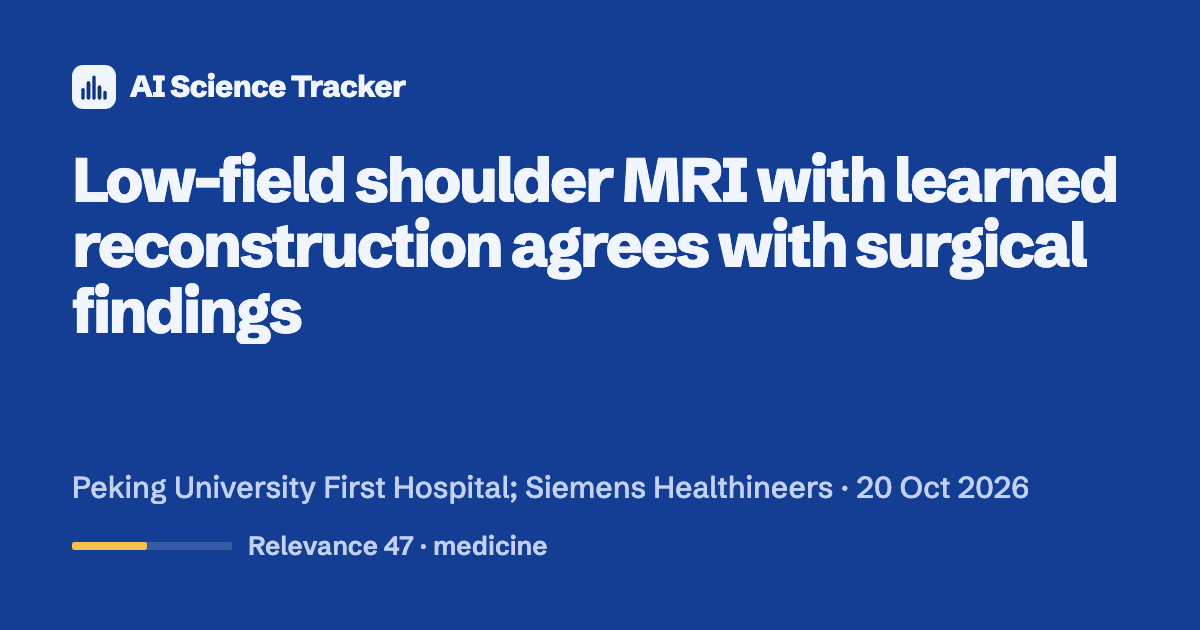 AI Science Tracker
Low-field shoulder MRI with learned
reconstruction agrees with surgical
findings
Peking University First Hospital; Siemens Healthineers · 20 Oct 2026
Relevance 47 · medicine